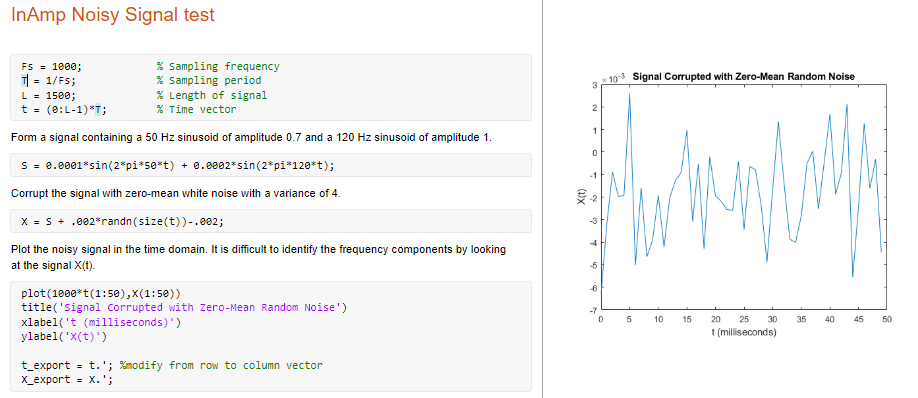 InAmp Noisy Signal test
Fs = 1000; % Sampling frequency
T = 1/Fs; % Sampling period
L = 1500; % Length of signal
t = (0:L-1)*T; % Time vector
Form a signal containing a 50 Hz sinusoid of amplitude 0.7 and a 120 Hz sinusoid of amplitude 1.
S = 0.0001*sin(2*pi*50*t) + 0.0002*sin(2*pi*120*t);
Corrupt the signal with zero-mean white noise with a variance of 4.
X = S + .002*randn(size(t))-.002;
Plot the noisy signal in the time domain. It is difficult to identify the frequency components by looking
at the signal X(t).
plot(1000*t(1:50),X(1:50))
title('Signal Corrupted with Zero-Mean Random Noise')
xlabel('t (milliseconds)')
ylabel('X(t)')
t_export = t.'; %modify from row to column vector
X_export = X.';
Signal Corrupted with Zero-Mean Random Noise
× 10-3
3
2
1
0
-1
-2
-3
-4
-5
-6
-7
X(t)
0 5 10 15 20 25 30 35 40 45 50
t (milliseconds)